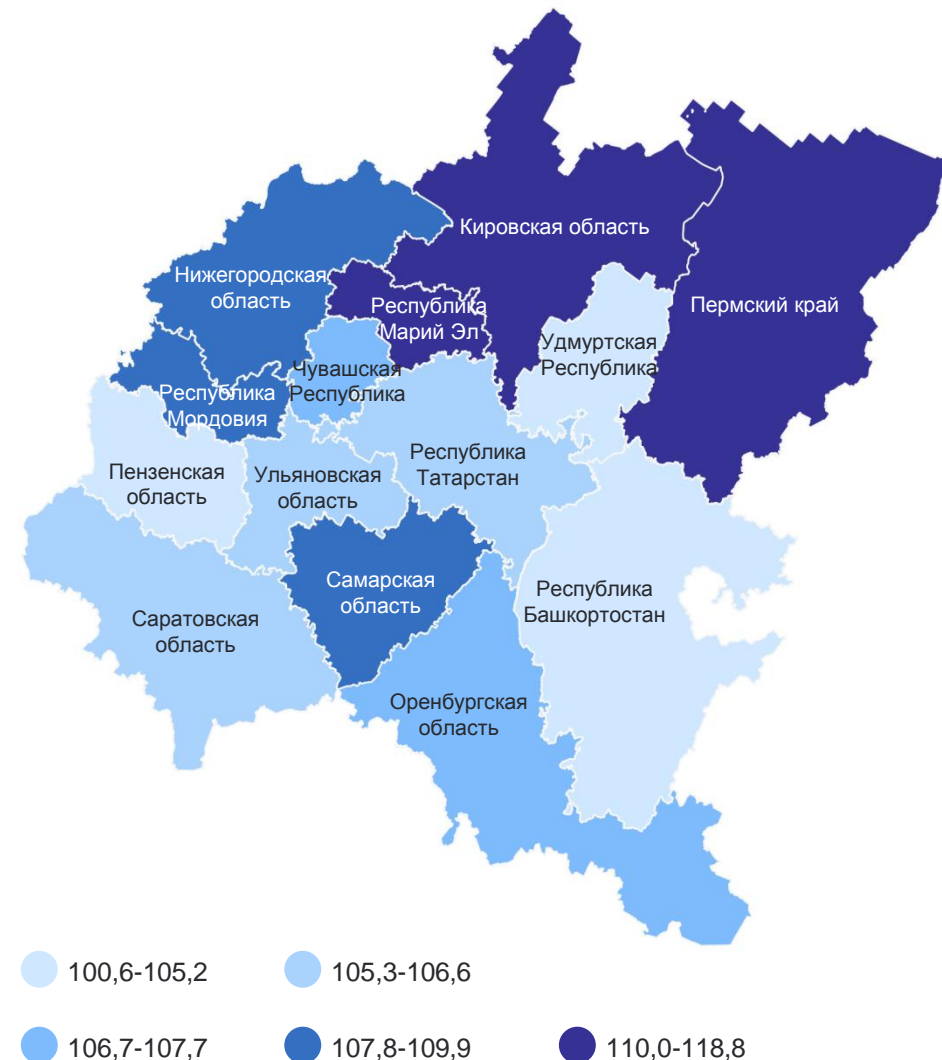 Кировская область
Нижегородская
область
Пермский край
Республика
Марий Эл
Удмуртская
Республика
Чувашская
Республика
Республика
Мордовия
Республика
Татарстан
Пензенская
область
Ульяновская
область
Самарская
область
Республика
Башкортостан
Саратовская
область
Оренбургская
область
100,6-105,2
105,3-106,6
106,7-107,7
107,8-109,9
110,0-118,8